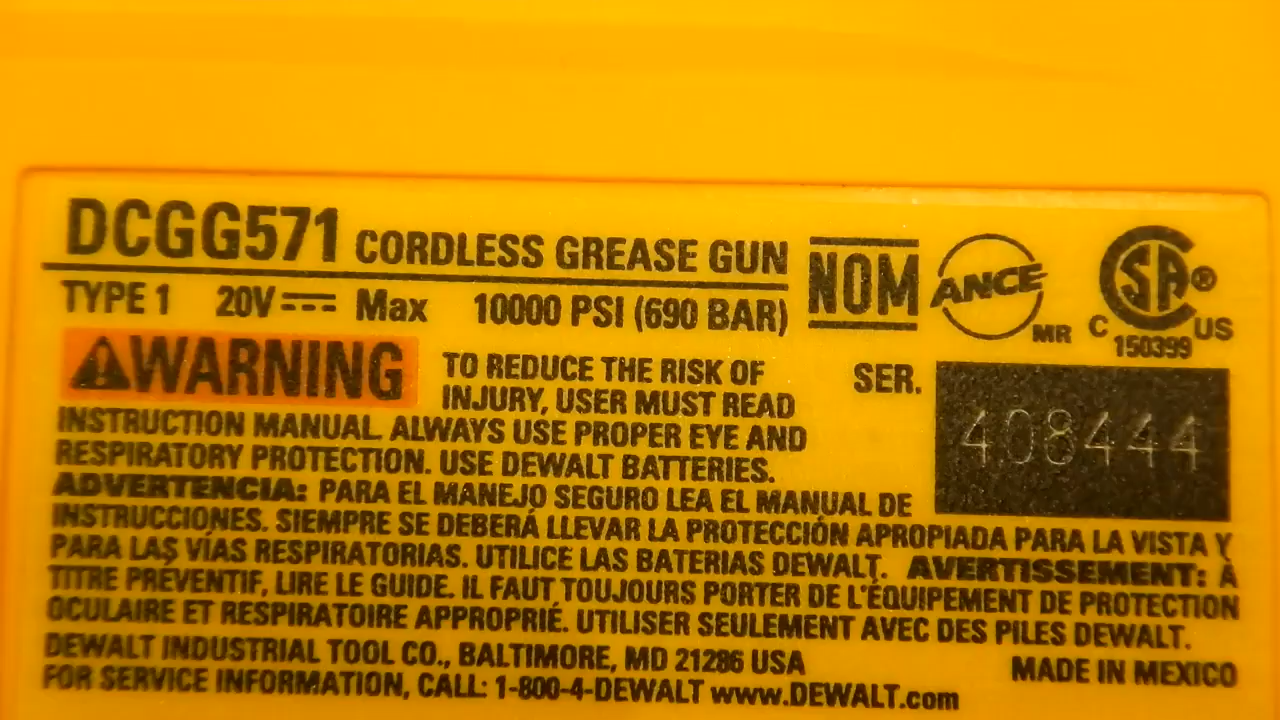 DCGG571 CORDLESS GREASE GUN
TYPE 1 20V Max 10000 PSI (690 BAR)
NOM
ANCE
MR
CSA®
C US
150399
WARNING TO REDUCE THE RISK OF
INJURY, USER MUST READ
INSTRUCTION MANUAL. ALWAYS USE PROPER EYE AND
RESPIRATORY PROTECTION. USE DEWALT BATTERIES.
SER. 408444
ADVERTENCIA: PARA EL MANEJO SEGURO LEA EL MANUAL DE
INSTRUCCIONES. SIEMPRE SE DEBERÁ LLEVAR LA PROTECCIÓN APROPIADA PARA LA VISTA Y
PARA LAS VÍAS RESPIRATORIAS. UTILICE LAS BATERIAS DEWALT. AVERTISSEMENT: À
TITRE PREVENTIF, LIRE LE GUIDE. IL FAUT TOUJOURS PORTER DE L'ÉQUIPEMENT DE PROTECTION
OCULAIRE ET RESPIRATOIRE APPROPRIÉ. UTILISER SEULEMENT AVEC DES PILES DEWALT.
DEWALT INDUSTRIAL TOOL CO., BALTIMORE, MD 21286 USA MADE IN MEXICO
FOR SERVICE INFORMATION, CALL: 1-800-4-DEWALT www.DEWALT.com